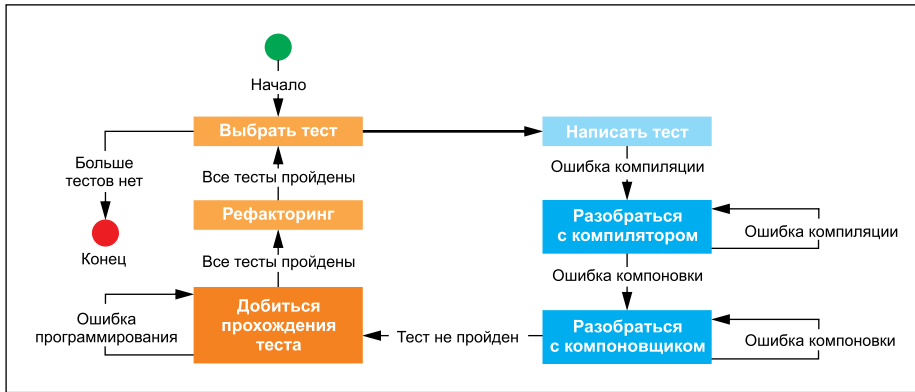 Начало
Выбрать тест
Написать тест
Больше
тестов нет
Все тесты пройдены
Ошибка компиляции
Рефакторинг
Разобраться
с компилятором
Ошибка компиляции
Конец
Все тесты пройдены
Ошибка компоновки
Добиться
прохождения
теста
Ошибка
программирования
Тест не пройден
Разобраться
с компоновщиком
Ошибка компоновки